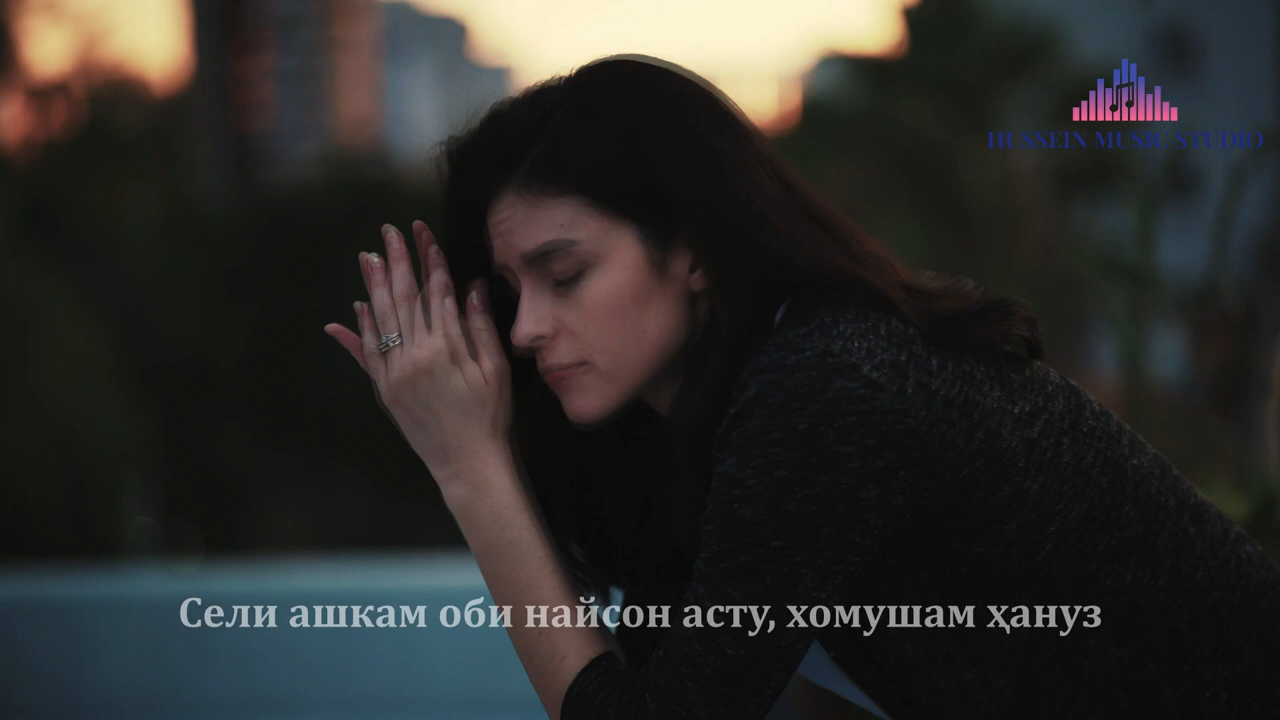 HUSSEIN MUSIC STUDIO
Сели ашкам оби найсон асту, хомушам ҳануз